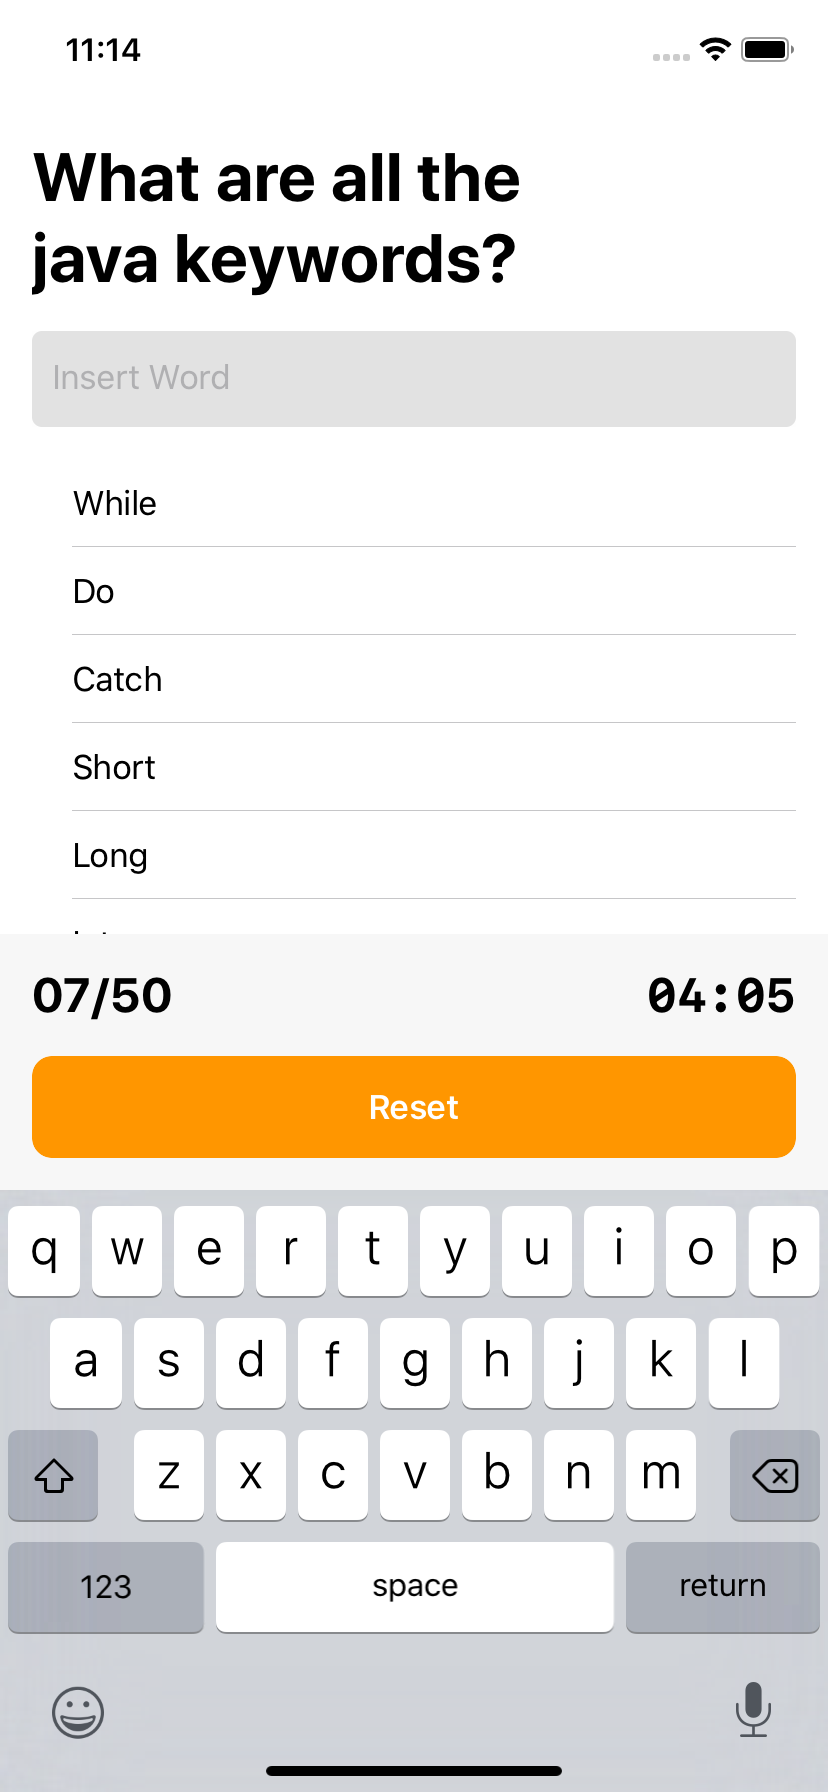 11:14
What are all the
java keywords?
Insert Word
While
Do
Catch
Short
Long
07/50 04:05
Reset
q w e r t y u i o p
a s d f g h j k l
z x c v b n m
123 space return